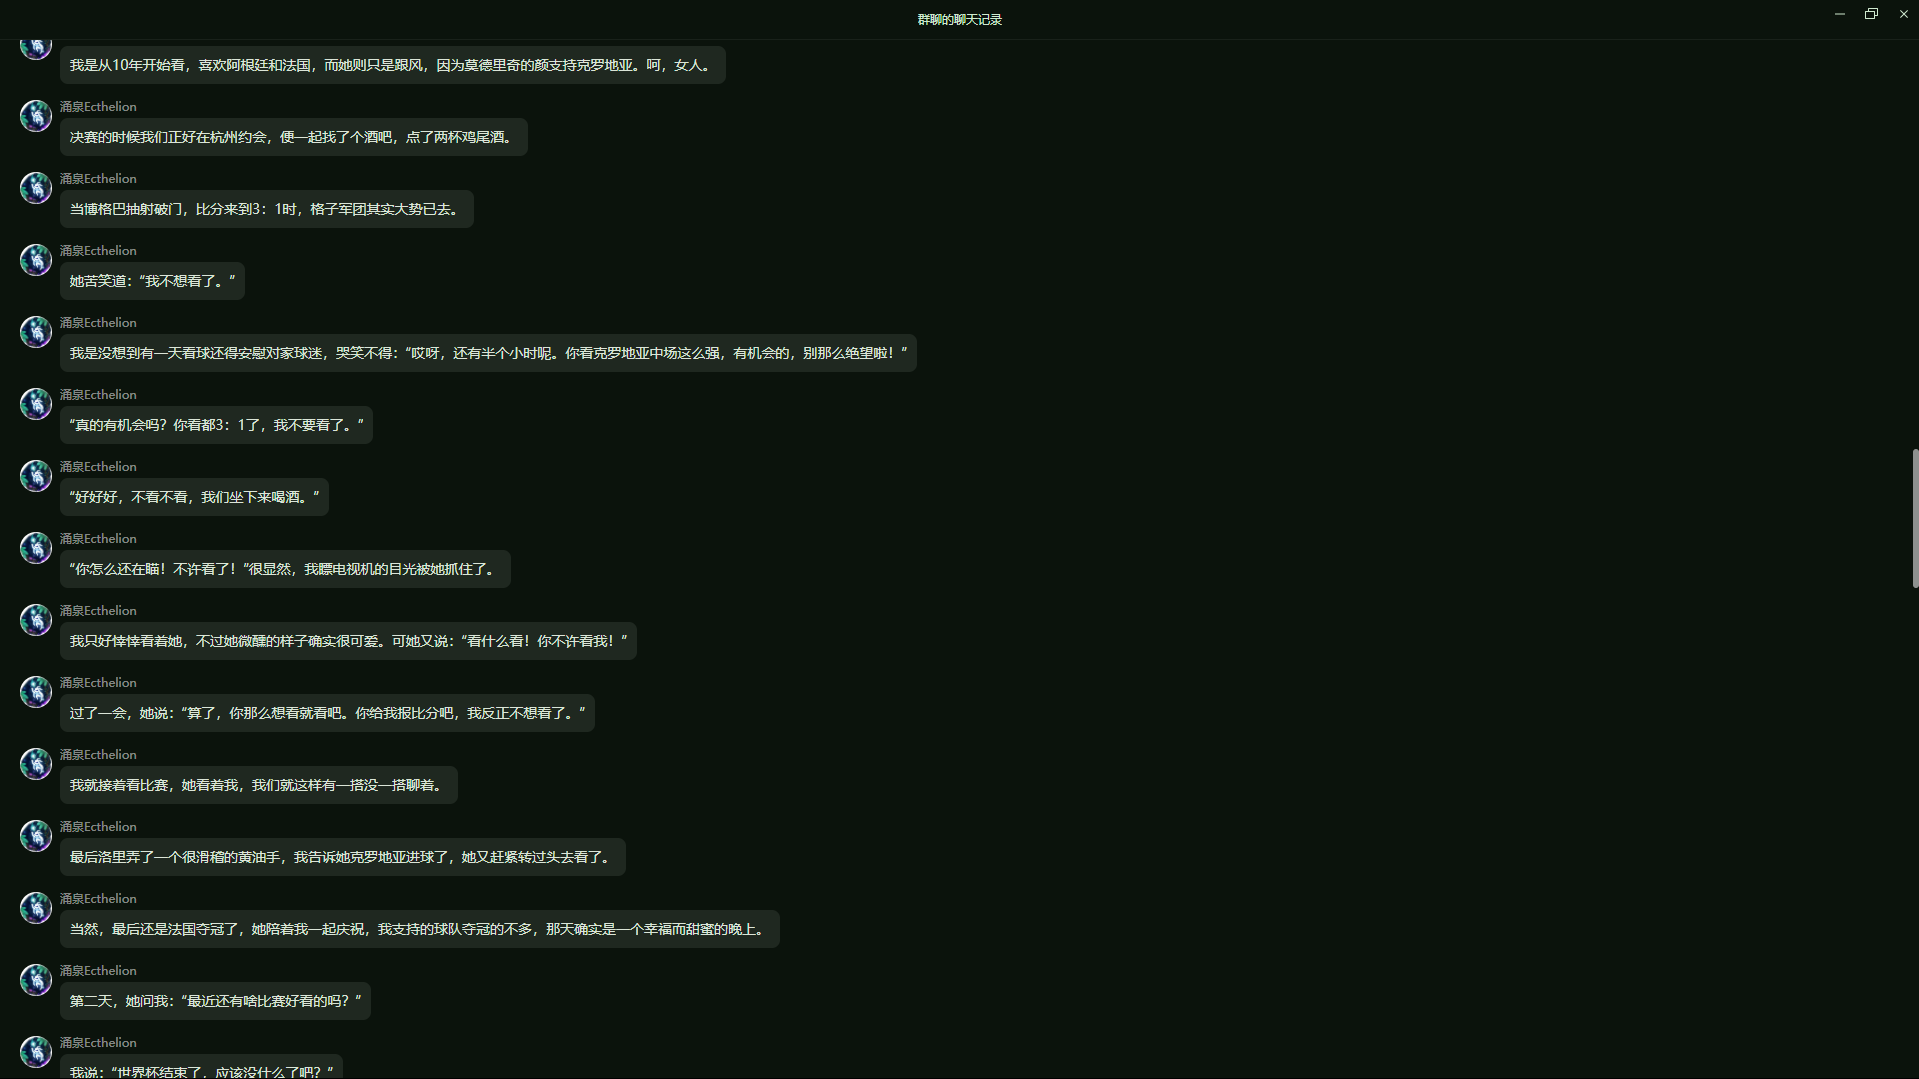 群聊的聊天记录
我是从10年开始看，喜欢阿根廷和法国，而她则只是跟风，因为莫德里奇的颜支持克罗地亚。呵，女人。
涌泉Ecthelion
决赛的时候我们正好在杭州约会，便一起找了个酒吧，点了两杯鸡尾酒。
涌泉Ecthelion
当博格巴抽射破门，比分来到3：1时，格子军团其实大势已去。
涌泉Ecthelion
她苦笑道：“我不想看了。”
涌泉Ecthelion
我是没想到有一天看球还得安慰对家球迷，哭笑不得：“哎呀，还有半个小时呢。你看克罗地亚中场这么强，有机会的，别那么绝望啦！”
涌泉Ecthelion
“真的有机会吗？你看都3：1了，我不要看了。”
涌泉Ecthelion
“好好好，不看不看，我们坐下来喝酒。”
涌泉Ecthelion
“你怎么还在瞄！不许看了！”很显然，我瞟电视机的目光被她抓住了。
涌泉Ecthelion
我只好悻悻看着她，不过她微醺的样子确实很可爱。可她又说：“看什么看！你不许看我！”
涌泉Ecthelion
过了一会，她说：“算了，你那么想看就看吧。你给我报比分吧，我反正不想看了。”
涌泉Ecthelion
我就接着看比赛，她看着我，我们就这样有一搭没一搭聊着。
涌泉Ecthelion
最后洛里弄了一个很滑稽的黄油手，我告诉她克罗地亚进球了，她又赶紧转过头去看了。
涌泉Ecthelion
当然，最后还是法国夺冠了，她陪着我一起庆祝，我支持的球队夺冠的不多，那天确实是一个幸福而甜蜜的晚上。
涌泉Ecthelion
第二天，她问我：“最近还有啥比赛好看的吗？”
涌泉Ecthelion
我说：“世界杯结束了，应该没什么了吧？”